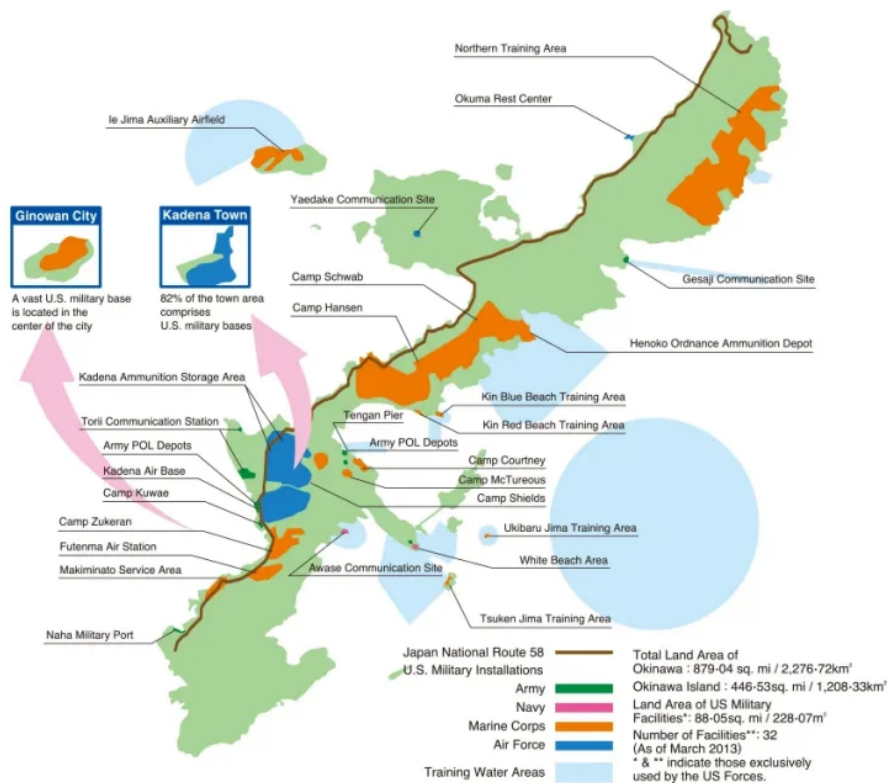 Northern Training Area
Okuma Rest Center
Ie Jima Auxiliary Airfield
Yaedake Communication Site
Ginowan City
A vast U.S. military base
is located in the
center of the city
Kadena Town
82% of the town area
comprises
U.S. military bases
Camp Schwab
Camp Hansen
Gesaji Communication Site
Henoko Ordnance Ammunition Depot
Kadena Ammunition Storage Area
Kin Blue Beach Training Area
Kin Red Beach Training Area
Tengan Pier
Torii Communication Station
Army POL Depots
Army POL Depots
Camp Courtney
Kadena Air Base
Camp McTureous
Camp Kuwae
Camp Shields
Camp Zukeran
Ukibaru Jima Training Area
Futenma Air Station
White Beach Area
Makiminato Service Area
Awase Communication Site
Tsuken Jima Training Area
Naha Military Port
Japan National Route 58
U.S. Military Installations
Army
Navy
Marine Corps
Air Force
Training Water Areas
Total Land Area of
Okinawa : 879·04 sq. mi / 2,276·72km²
Okinawa Island : 446·53sq. mi / 1,208·33km²
Land Area of US Military
Facilities*: 88·05sq. mi / 228·07m²
Number of Facilities**: 32
(As of March 2013)
* & ** indicate those exclusively
used by the US Forces.